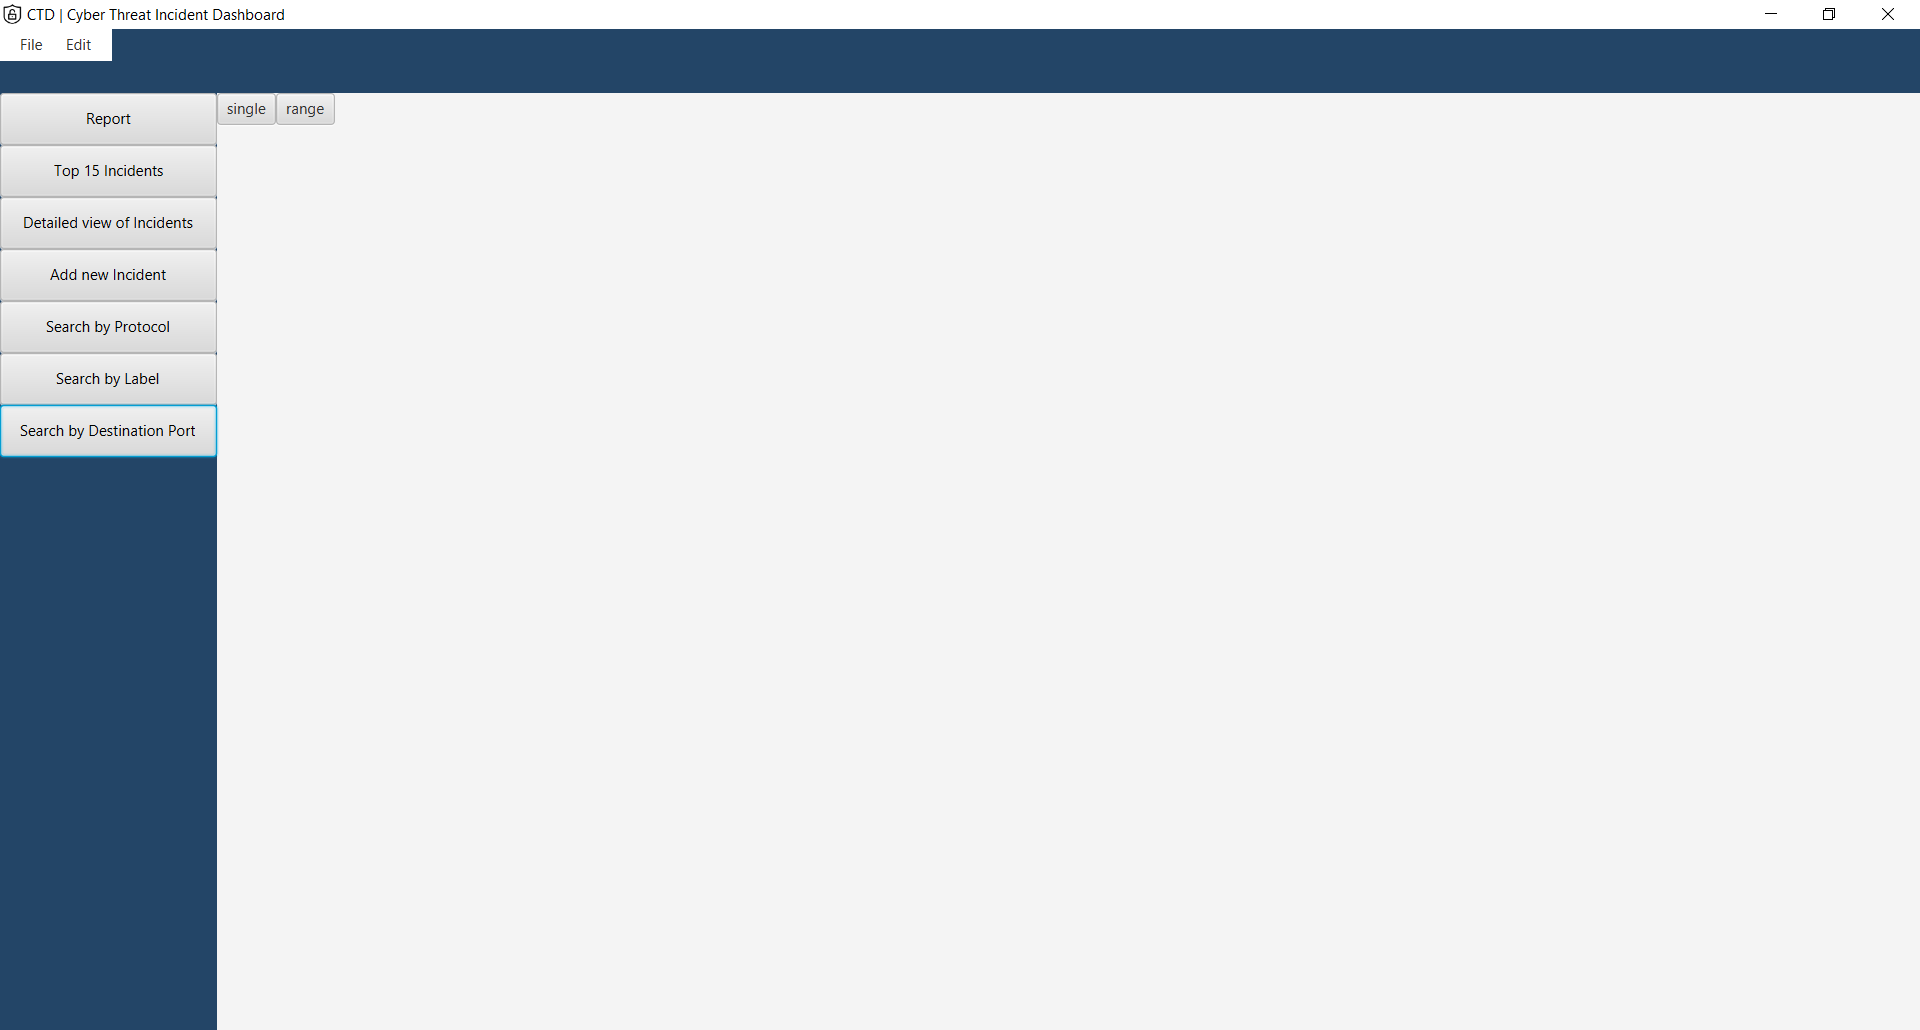 CTD | Cyber Threat Incident Dashboard
File Edit
Report
single range
Top 15 Incidents
Detailed view of Incidents
Add new Incident
Search by Protocol
Search by Label
Search by Destination Port